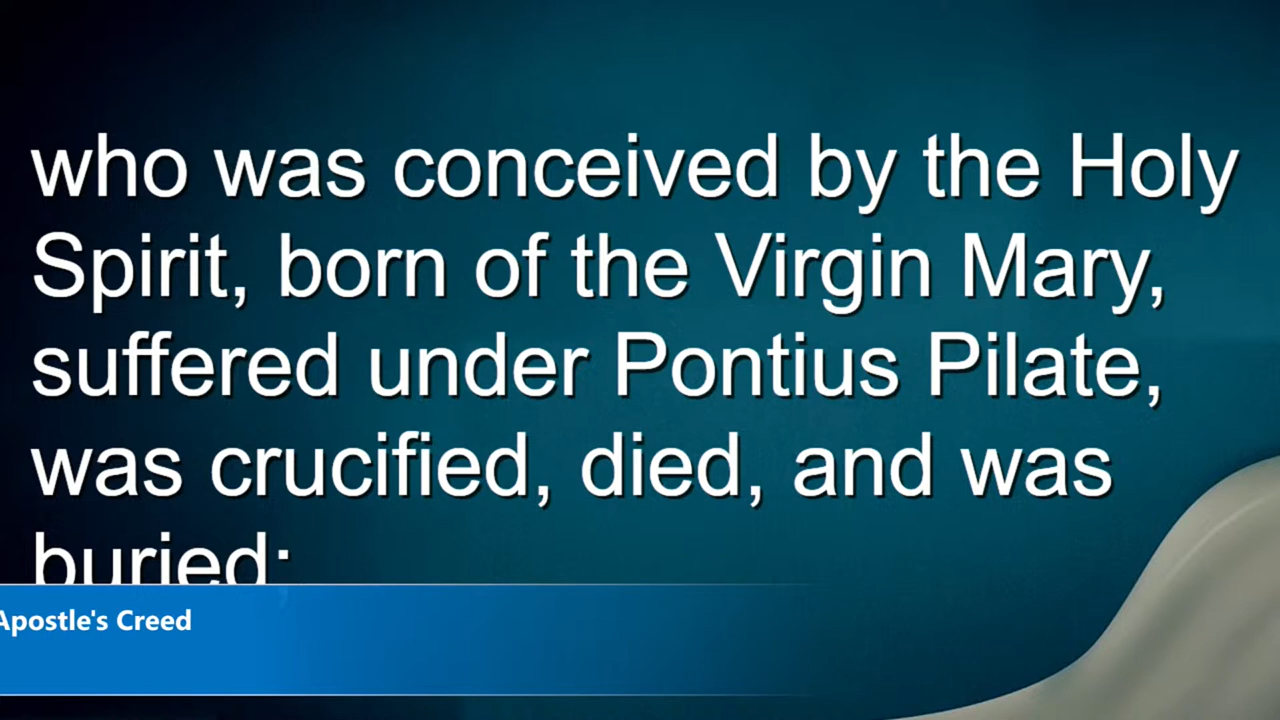 who was conceived by the Holy
Spirit, born of the Virgin Mary,
suffered under Pontius Pilate,
was crucified, died, and was
buried;
Apostle's Creed